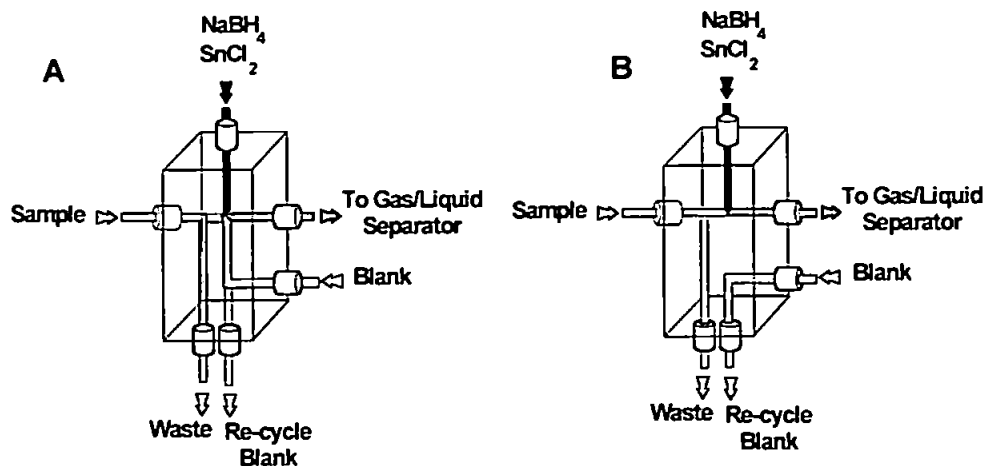 A
NaBH4
SnCl2
Sample
To Gas/Liquid
Separator
Blank
Waste
Re-cycle
Blank
B
NaBH4
SnCl2
Sample
To Gas/Liquid
Separator
Blank
Waste
Re-cycle
Blank